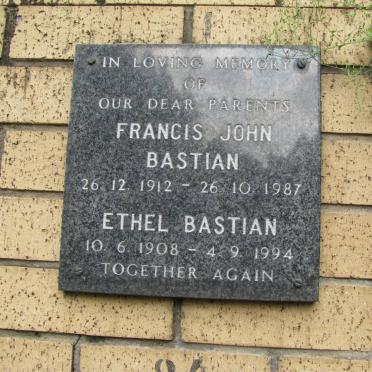 IN LOVING MEMORY
OF
OUR DEAR PARENTS
FRANCIS JOHN
BASTIAN
26.12.1912 - 26.10.1987
ETHEL BASTIAN
10.6.1908 - 4.9.1994
TOGETHER AGAIN